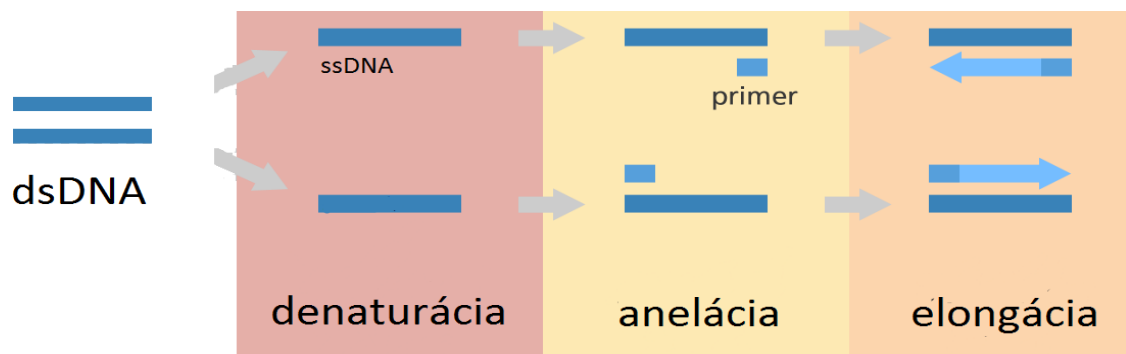 ssDNA
primer
dsDNA
denaturácia
anelácia
elongácia